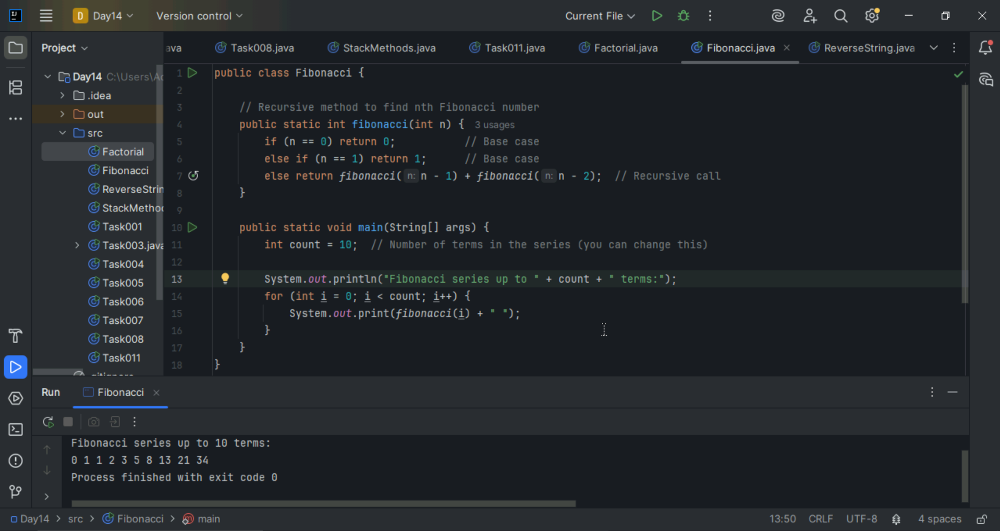 D Day14 Version control Current File
Project
ava Task008.java StackMethods.java Task011.java Factorial.java Fibonacci.java ReverseString.java
Day14 C:\Users\Ac
.idea
out
src
Factorial
Fibonacci
ReverseStrin
StackMetho
Task001
Task003.java
Task004
Task005
Task006
Task007
Task008
Task011
.gitignore
1 public class Fibonacci {
2
3 // Recursive method to find nth Fibonacci number
4 public static int fibonacci(int n) { 3 usages
5 if (n == 0) return 0; // Base case
6 else if (n == 1) return 1; // Base case
7 else return fibonacci( n: n - 1) + fibonacci( n: n - 2); // Recursive call
8 }
9
10 public static void main(String[] args) {
11 int count = 10; // Number of terms in the series (you can change this)
12
13 System.out.println("Fibonacci series up to " + count + " terms:");
14 for (int i = 0; i < count; i++) {
15 System.out.print(fibonacci(i) + " ");
16 }
17 }
18 }
Run Fibonacci
Fibonacci series up to 10 terms:
0 1 1 2 3 5 8 13 21 34
Process finished with exit code 0
Day14 > src > Fibonacci > main 13:50 CRLF UTF-8 4 spaces